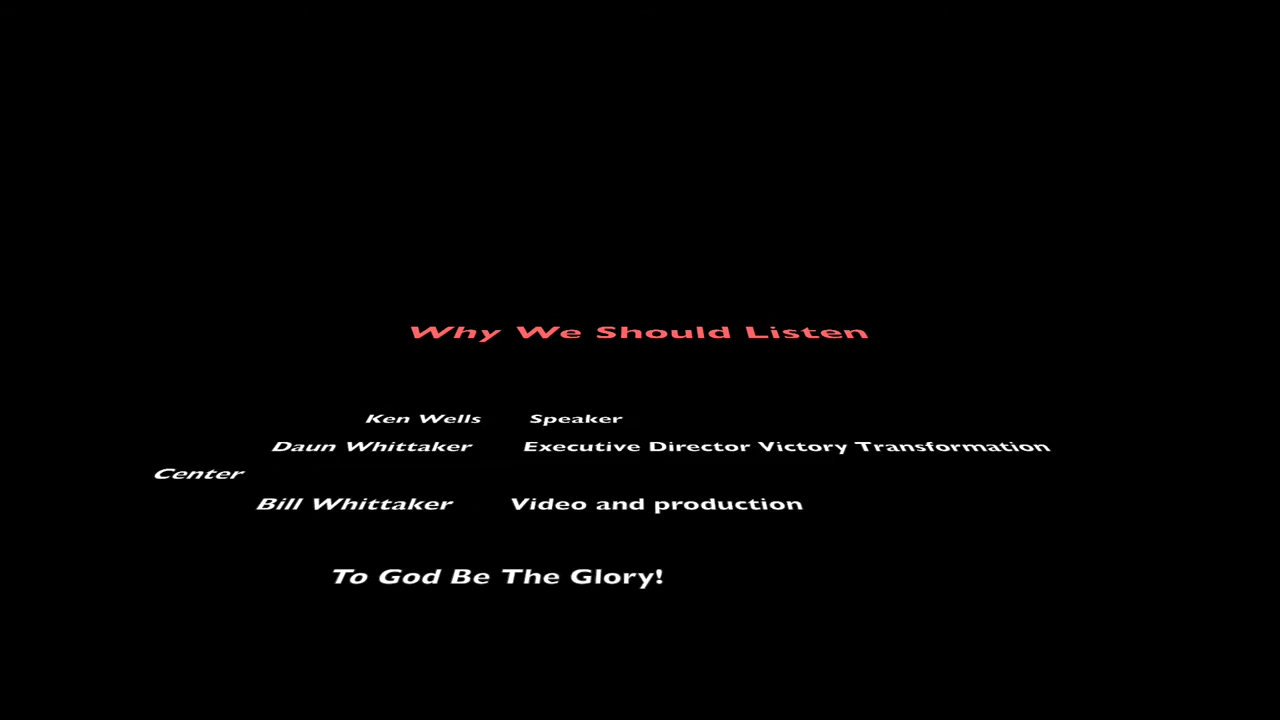 Why We Should Listen
Ken Wells Speaker
Daun Whittaker Executive Director Victory Transformation
Center
Bill Whittaker Video and production
To God Be The Glory!